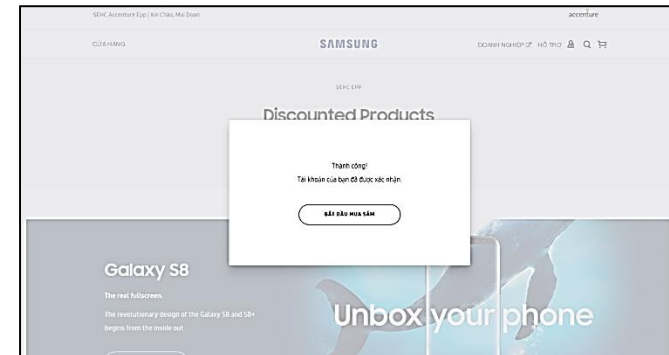 SEHC Accenture Epp | Xin Chào, Mai Doan
accenture
CỬA HÀNG
SAMSUNG
DOANH NGHIỆP
HỖ TRỢ
SEHC EPP
Discounted Products
Thành công!
Tài khoản của bạn đã được xác nhận.
BẮT ĐẦU MUA SẮM
Galaxy S8
The real fullscreen.
The revolutionary design of the Galaxy S8 and S8+
begins from the inside out
Unbox your phone